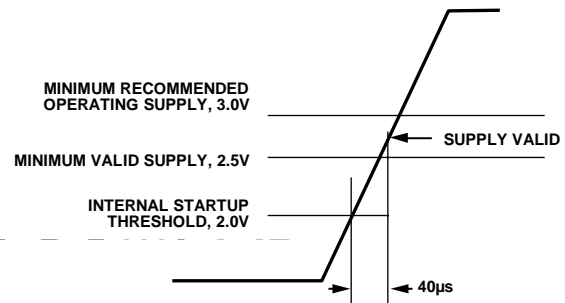 MINIMUM RECOMMENDED
OPERATING SUPPLY, 3.0V
SUPPLY VALID
MINIMUM VALID SUPPLY, 2.5V
INTERNAL STARTUP
THRESHOLD, 2.0V
40µs